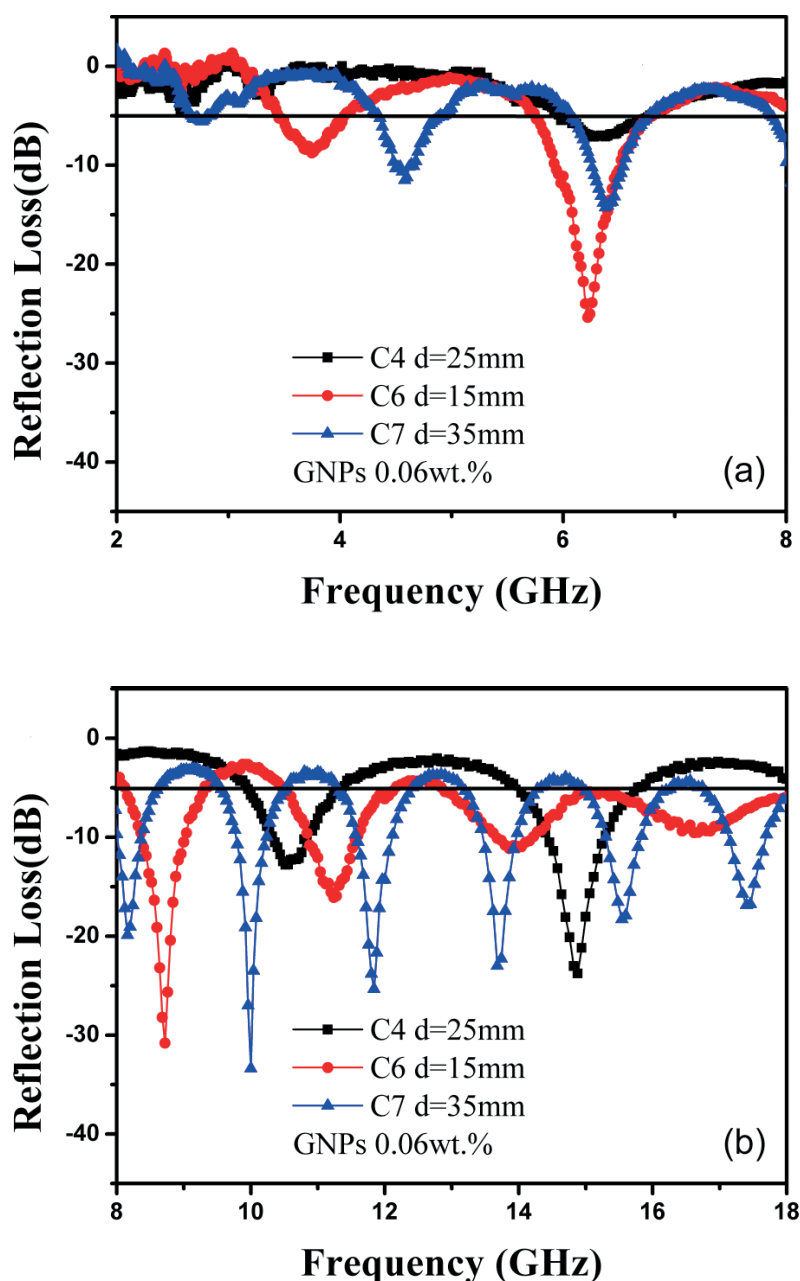 0
-10
-20
-30
-40
Reflection Loss(dB)
C4 d=25mm
C6 d=15mm
C7 d=35mm
GNPs 0.06wt.%
(a)
2 4 6 8
Frequency (GHz)
0
-10
-20
-30
-40
Reflection Loss(dB)
C4 d=25mm
C6 d=15mm
C7 d=35mm
GNPs 0.06wt.%
(b)
8 10 12 14 16 18
Frequency (GHz)